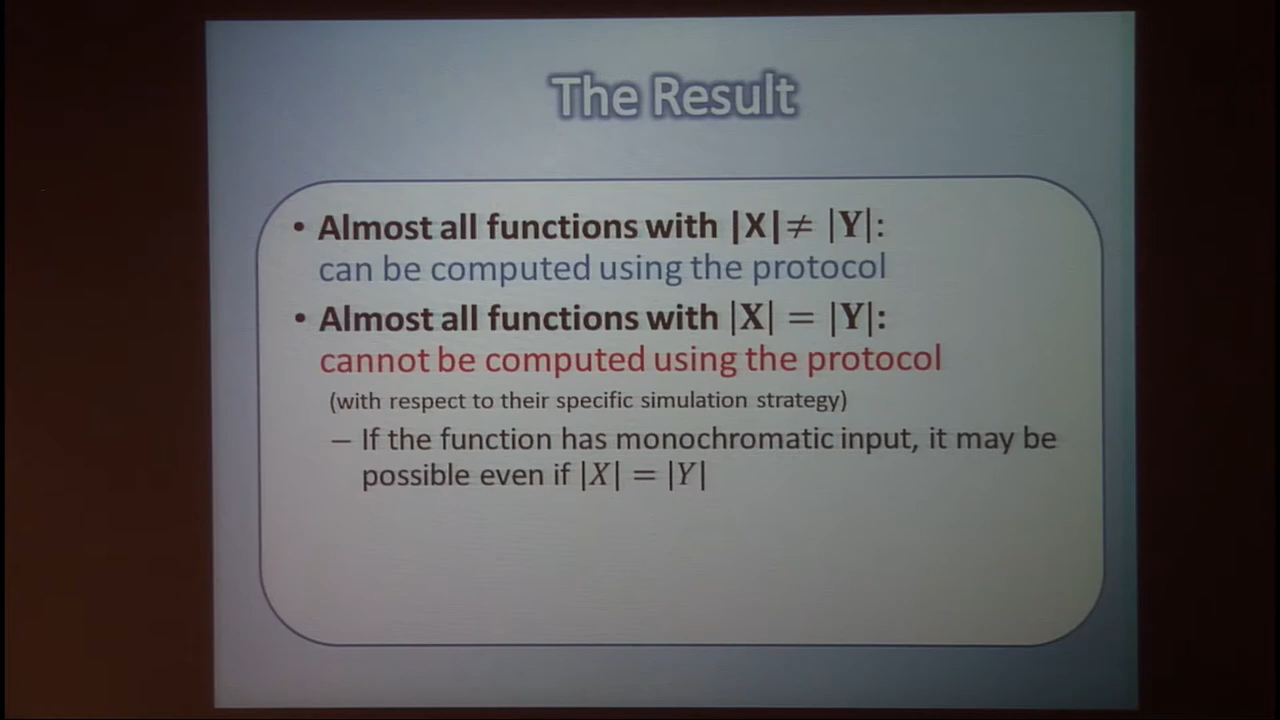 The Result
• Almost all functions with |X| ≠ |Y|:
can be computed using the protocol
• Almost all functions with |X| = |Y|:
cannot be computed using the protocol
(with respect to their specific simulation strategy)
– If the function has monochromatic input, it may be
possible even if |X| = |Y|